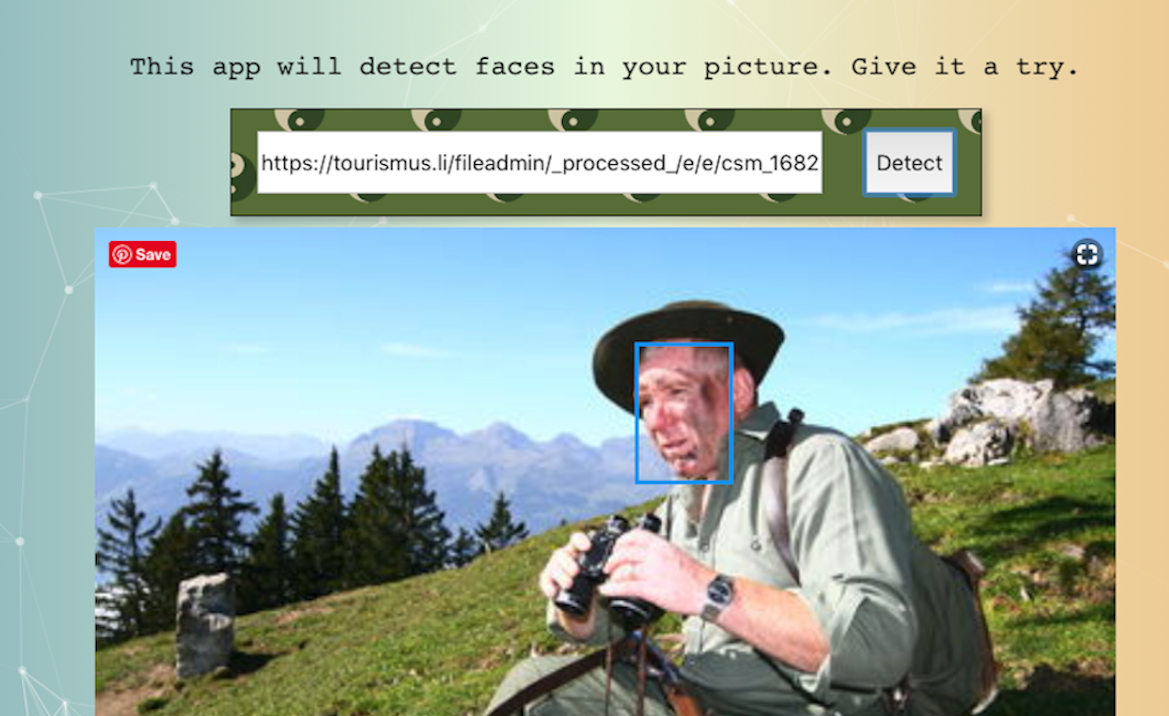 This app will detect faces in your picture. Give it a try.
https://tourismus.li/fileadmin/_processed_/e/e/csm_1682 Detect
Save